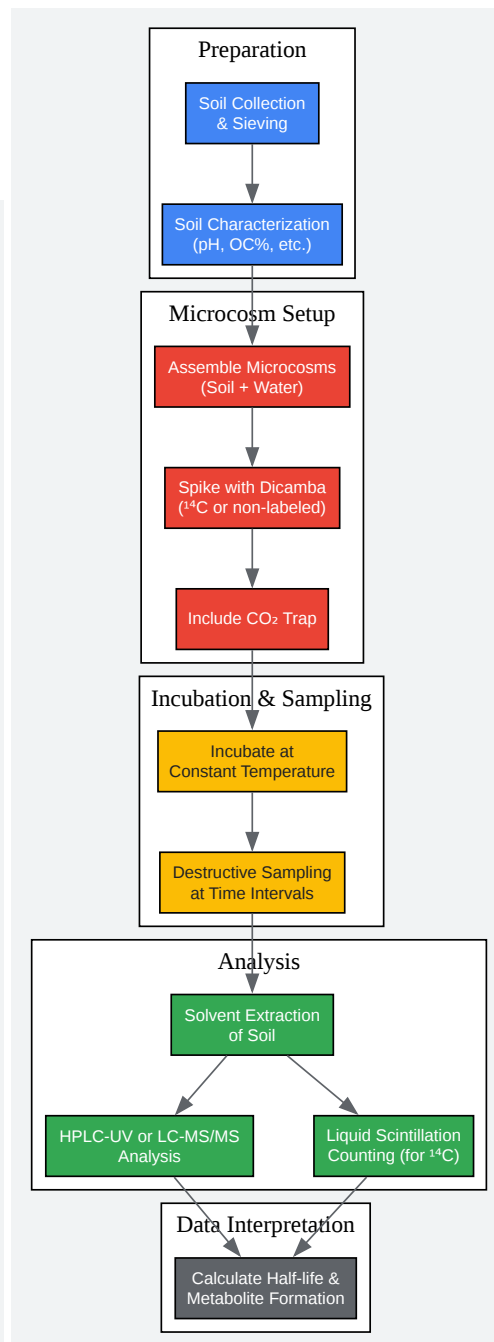 Preparation
Soil Collection
& Sieving
Soil Characterization
(pH, OC%, etc.)
Microcosm Setup
Assemble Microcosms
(Soil + Water)
Spike with Dicamba
(¹⁴C or non-labeled)
Include CO₂ Trap
Incubation & Sampling
Incubate at
Constant Temperature
Destructive Sampling
at Time Intervals
Analysis
Solvent Extraction
of Soil
HPLC-UV or LC-MS/MS
Analysis
Liquid Scintillation
Counting (for ¹⁴C)
Data Interpretation
Calculate Half-life &
Metabolite Formation